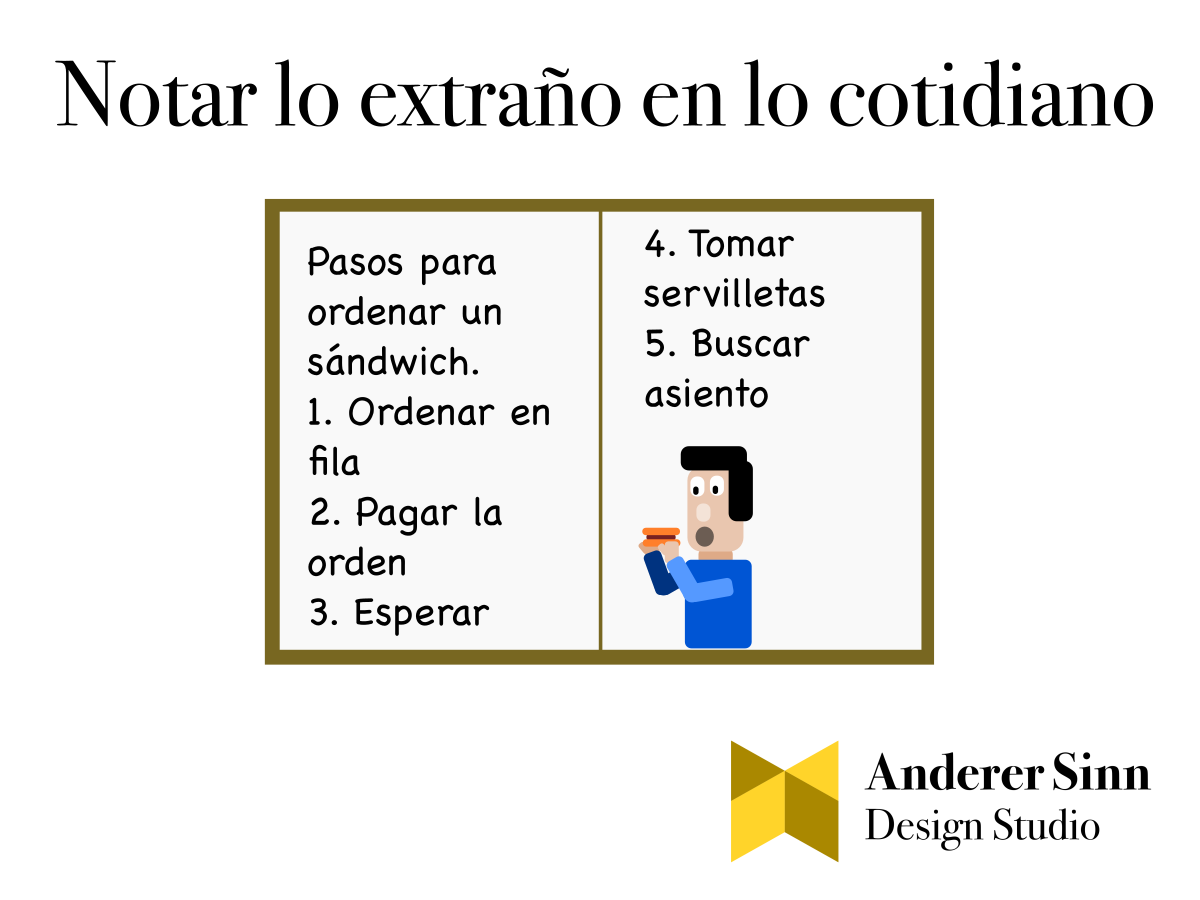 Notar lo extraño en lo cotidiano
Pasos para
ordenar un
sándwich.
1. Ordenar en
fila
2. Pagar la
orden
3. Esperar
4. Tomar
servilletas
5. Buscar
asiento
Anderer Sinn
Design Studio